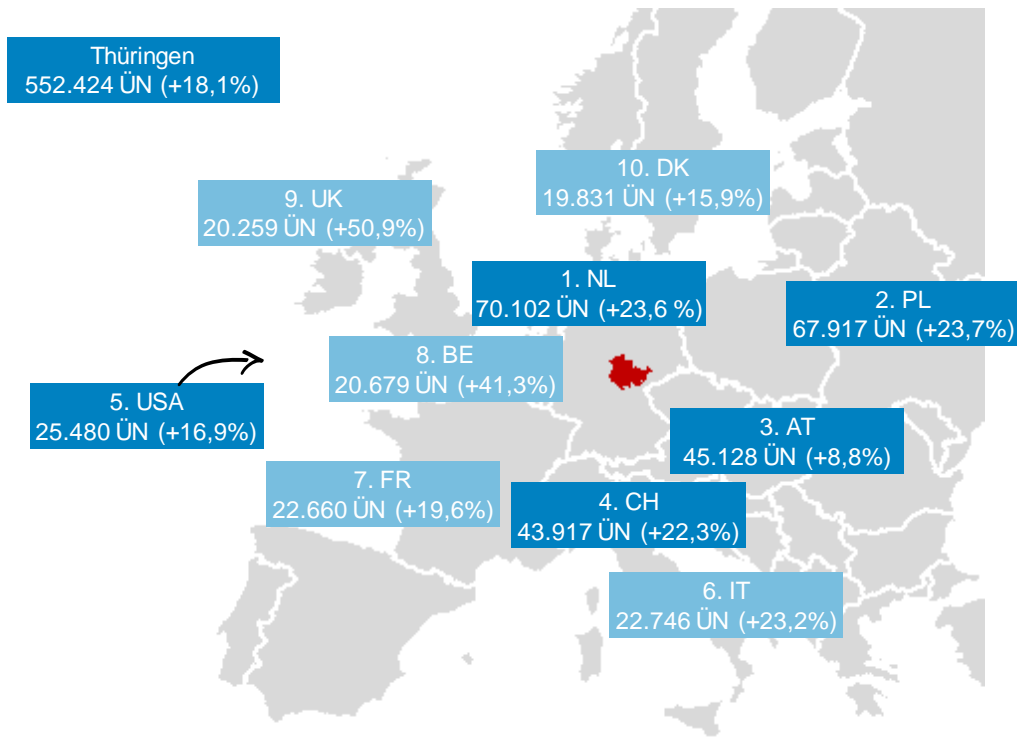 Thüringen
552.424 ÜN (+18,1%)
10. DK
19.831 ÜN (+15,9%)
9. UK
20.259 ÜN (+50,9%)
1. NL
70.102 ÜN (+23,6 %)
2. PL
67.917 ÜN (+23,7%)
8. BE
20.679 ÜN (+41,3%)
5. USA
25.480 ÜN (+16,9%)
3. AT
45.128 ÜN (+8,8%)
7. FR
22.660 ÜN (+19,6%)
4. CH
43.917 ÜN (+22,3%)
6. IT
22.746 ÜN (+23,2%)